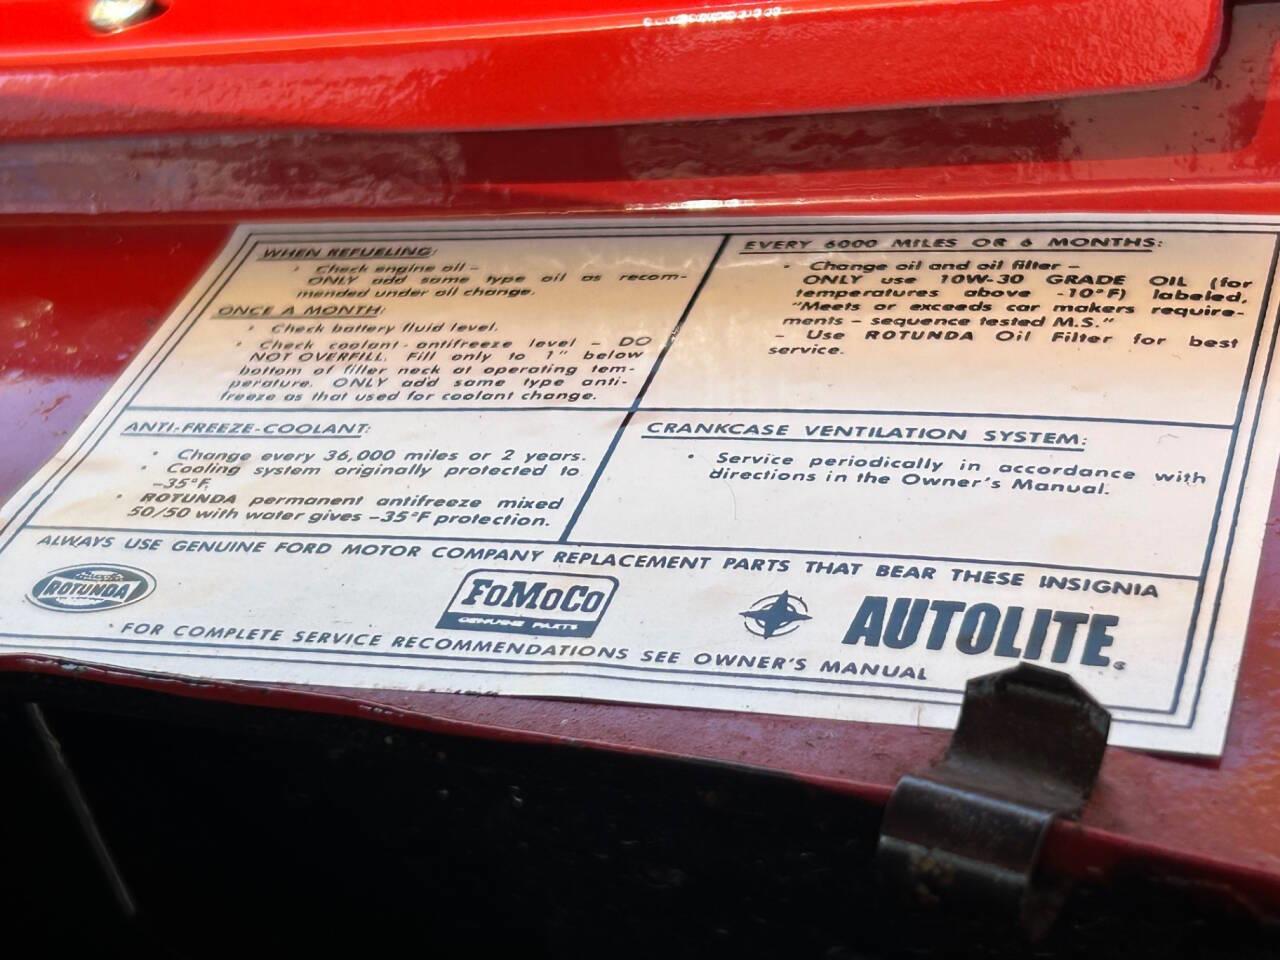 WHEN REFUELING:
• Check engine oil –
ONLY add same type oil as recom-
mended under oil change.
ONCE A MONTH:
• Check battery fluid level.
• Check coolant - antifreeze level – DO
NOT OVERFILL. Fill only to 1" below
bottom of filler neck at operating tem-
perature. ONLY add same type anti-
freeze as that used for coolant change.
EVERY 6000 MILES OR 6 MONTHS:
• Change oil and oil filter –
ONLY use 10W-30 GRADE OIL (for
temperatures above -10°F) labeled,
"Meets or exceeds car makers require-
ments – sequence tested M.S."
– Use ROTUNDA Oil Filter for best
service.
ANTI-FREEZE-COOLANT:
• Change every 36,000 miles or 2 years.
• Cooling system originally protected to
–35°F.
• ROTUNDA permanent antifreeze mixed
50/50 with water gives –35°F protection.
CRANKCASE VENTILATION SYSTEM:
• Service periodically in accordance with
directions in the Owner's Manual.
ALWAYS USE GENUINE FORD MOTOR COMPANY REPLACEMENT PARTS THAT BEAR THESE INSIGNIA
ROTUNDA
FoMoCo
GENUINE PARTS
AUTOLITE
• FOR COMPLETE SERVICE RECOMMENDATIONS SEE OWNER'S MANUAL